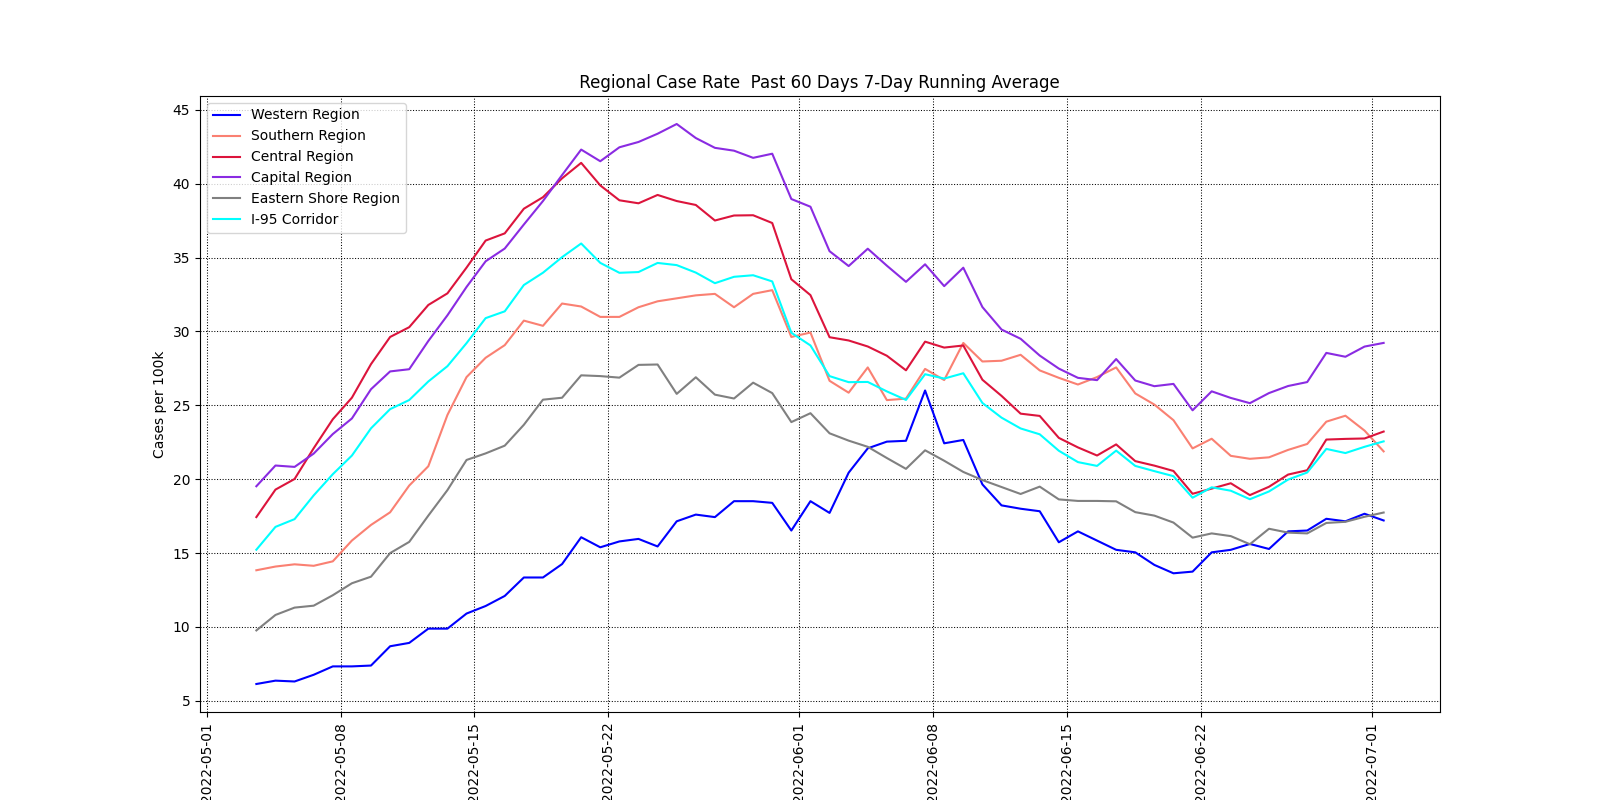 Regional Case Rate  Past 60 Days 7-Day Running Average
Western Region
Southern Region
Central Region
Capital Region
Eastern Shore Region
I-95 Corridor
Cases per 100k
45
40
35
30
25
20
15
10
5
2022-05-01
2022-05-08
2022-05-15
2022-05-22
2022-06-01
2022-06-08
2022-06-15
2022-06-22
2022-07-01